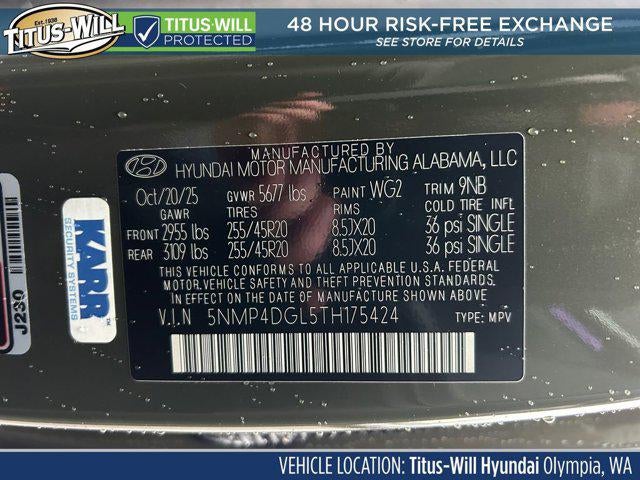 Est. 1938
TITUS-WILL
TITUS-WILL
PROTECTED
48 HOUR RISK-FREE EXCHANGE
SEE STORE FOR DETAILS
MANUFACTURED BY
HYUNDAI MOTOR MANUFACTURING ALABAMA, LLC
Oct/20/25 GVWR 5677 lbs PAINT WG2 TRIM 9NB
GAWR TIRES RIMS COLD TIRE INFL
FRONT 2955 lbs 255/45R20 8.5JX20 36 psi SINGLE
REAR 3109 lbs 255/45R20 8.5JX20 36 psi SINGLE
THIS VEHICLE CONFORMS TO ALL APPLICABLE U.S.A. FEDERAL
MOTOR VEHICLE SAFETY AND THEFT PREVENTION STANDARDS
IN EFFECT ON THE DATE OF MANUFACTURE SHOWN ABOVE.
V.I.N 5NMP4DGL5TH175424
TYPE: MPV
KARR
SECURITY SYSTEMS
J239
VEHICLE LOCATION: Titus-Will Hyundai Olympia, WA